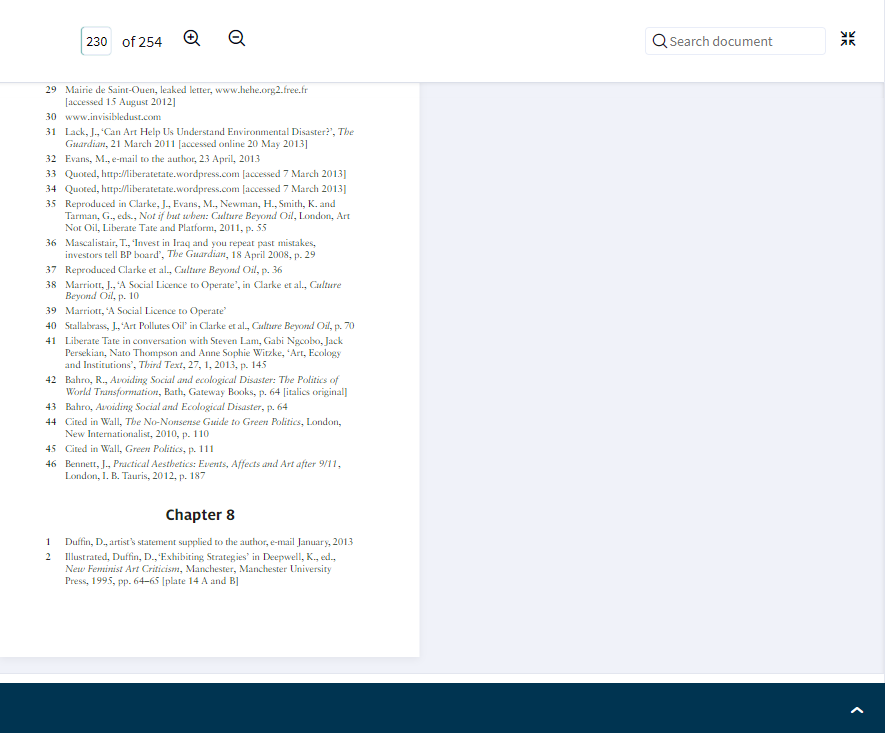 230 of 254
Search document
29 Mairie de Saint-Ouen, leaked letter, www.hehe.org2.free.fr
[accessed 15 August 2012]
30 www.invisibledust.com
31 Lack, J., ‘Can Art Help Us Understand Environmental Disaster?’, The
Guardian, 21 March 2011 [accessed online 20 May 2013]
32 Evans, M., e-mail to the author, 23 April, 2013
33 Quoted, http://liberatetate.wordpress.com [accessed 7 March 2013]
34 Quoted, http://liberatetate.wordpress.com [accessed 7 March 2013]
35 Reproduced in Clarke, J., Evans, M., Newman, H., Smith, K. and
Tarman, G., eds., Not if but when: Culture Beyond Oil, London, Art
Not Oil, Liberate Tate and Platform, 2011, p. 55
36 Mascalistair, T., ‘Invest in Iraq and you repeat past mistakes,
investors tell BP board’, The Guardian, 18 April 2008, p. 29
37 Reproduced Clarke et al., Culture Beyond Oil, p. 36
38 Marriott, J., ‘A Social Licence to Operate’, in Clarke et al., Culture
Beyond Oil, p. 10
39 Marriott, ‘A Social Licence to Operate’
40 Stallabrass, J., ‘Art Pollutes Oil’ in Clarke et al., Culture Beyond Oil, p. 70
41 Liberate Tate in conversation with Steven Lam, Gabi Ngcobo, Jack
Persekian, Nato Thompson and Anne Sophie Witzke, ‘Art, Ecology
and Institutions’, Third Text, 27, 1, 2013, p. 145
42 Bahro, R., Avoiding Social and ecological Disaster: The Politics of
World Transformation, Bath, Gateway Books, p. 64 [italics original]
43 Bahro, Avoiding Social and Ecological Disaster, p. 64
44 Cited in Wall, The No-Nonsense Guide to Green Politics, London,
New Internationalist, 2010, p. 110
45 Cited in Wall, Green Politics, p. 111
46 Bennett, J., Practical Aesthetics: Events, Affects and Art after 9/11,
London, I. B. Tauris, 2012, p. 187
Chapter 8
1 Duffin, D., artist’s statement supplied to the author, e-mail January, 2013
2 Illustrated, Duffin, D., ‘Exhibiting Strategies’ in Deepwell, K., ed.,
New Feminist Art Criticism, Manchester, Manchester University
Press, 1995, pp. 64–65 [plate 14 A and B]